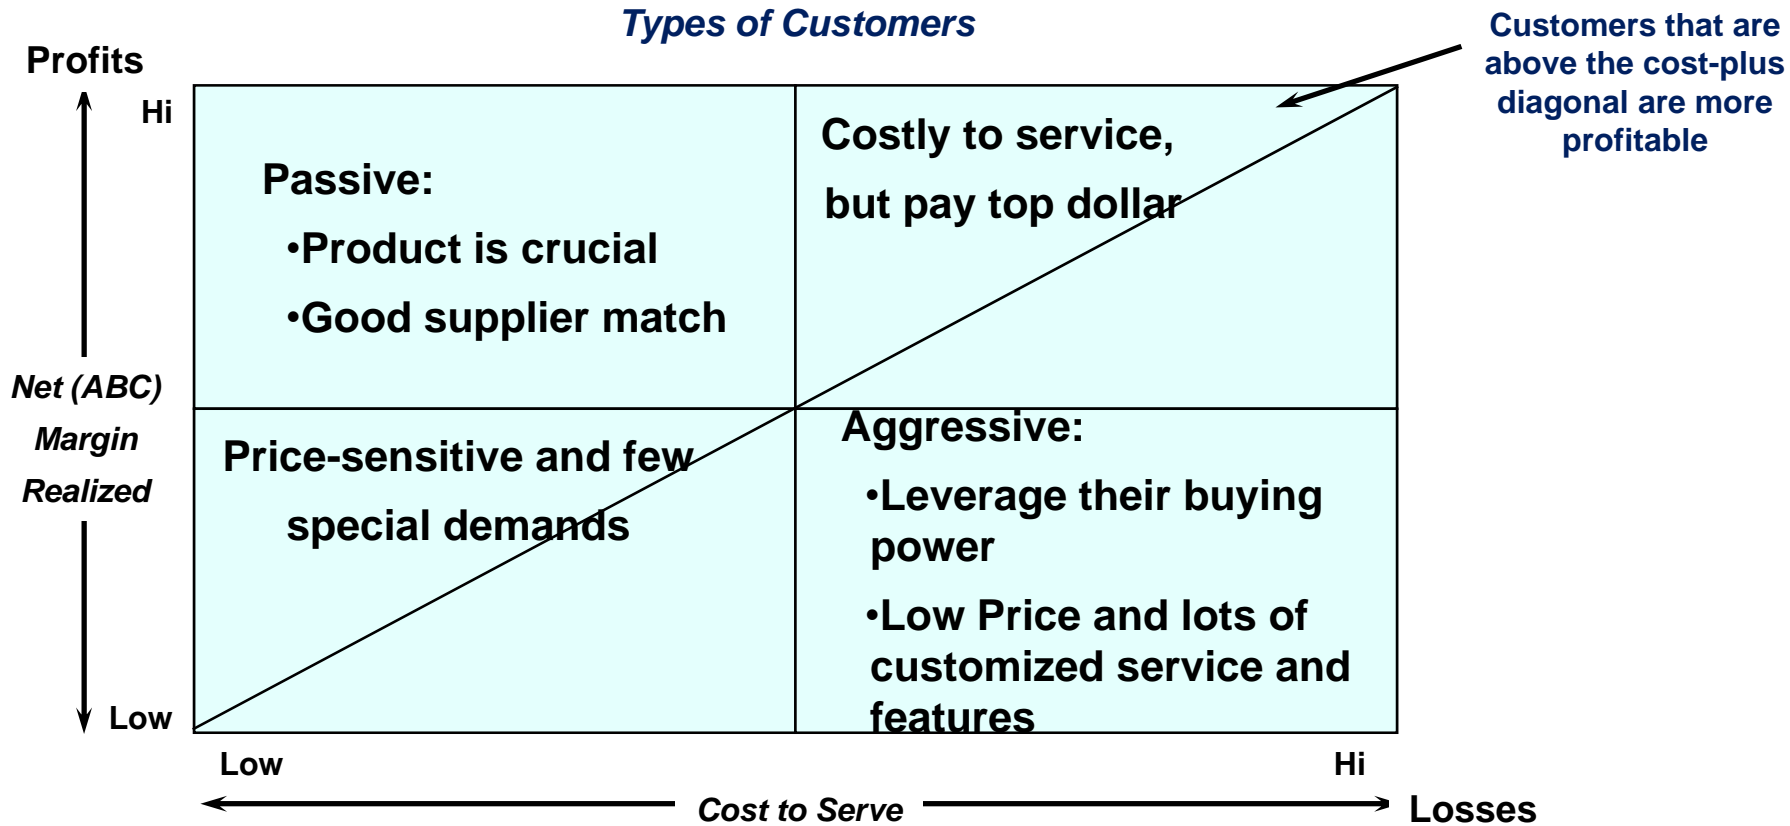 Types of Customers
Customers that are
above the cost-plus
diagonal are more
profitable
Profits
Hi
Passive:
•Product is crucial
•Good supplier match
Costly to service,
but pay top dollar
Net (ABC)
Margin
Realized
Price-sensitive and few
special demands
Aggressive:
•Leverage their buying
power
•Low Price and lots of
customized service and
features
Low
Low
Hi
Cost to Serve
Losses